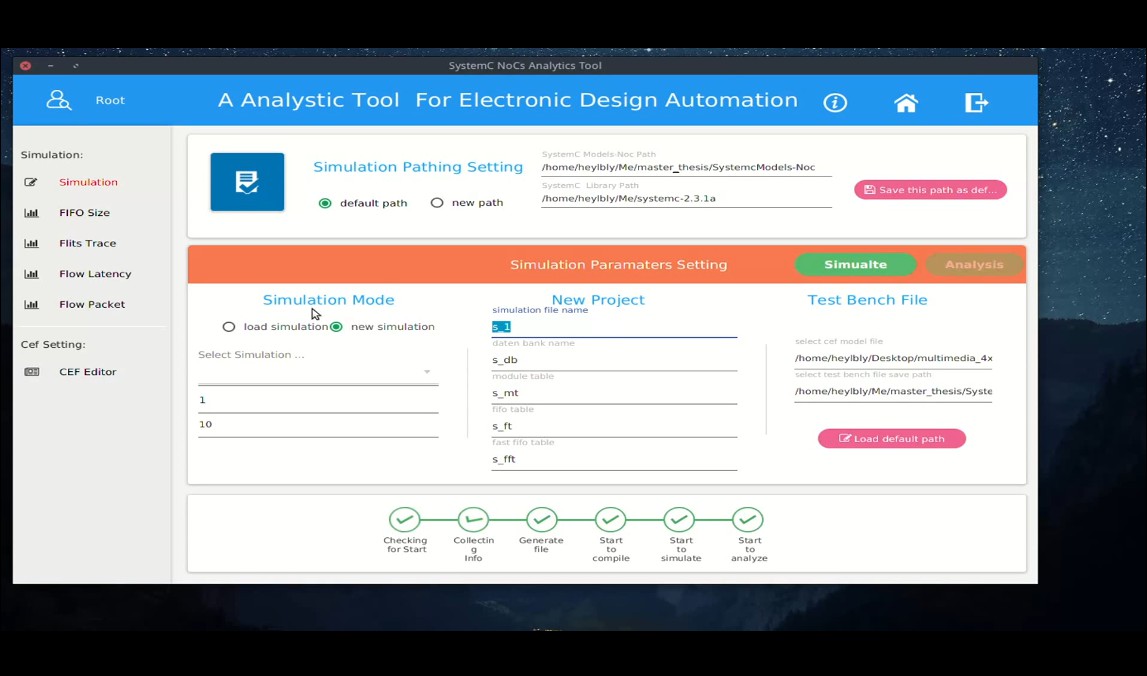 SystemC NoCs Analytics Tool
Root
A Analystic Tool For Electronic Design Automation
Simulation:
Simulation
FIFO Size
Flits Trace
Flow Latency
Flow Packet
Cef Setting:
CEF Editor
Simulation Pathing Setting
default path
new path
SystemC Models-Noc Path
/home/heylbly/Me/master_thesis/SystemcModels-Noc
SystemC Library Path
/home/heylbly/Me/systemc-2.3.1a
Save this path as def...
Simulation Paramaters Setting
Simualte
Analysis
Simulation Mode
load simulation
new simulation
Select Simulation ...
1
10
New Project
simulation file name
s_1
daten bank name
s_db
module table
s_mt
fifo table
s_ft
fast fifo table
s_fft
Test Bench File
select cef model file
/home/heylbly/Desktop/multimedia_4x
select test bench file save path
/home/heylbly/Me/master_thesis/Syste
Load default path
Checking
for Start
Collectin
g
Info
Generate
file
Start
to
compile
Start
to
simulate
Start
to
analyze